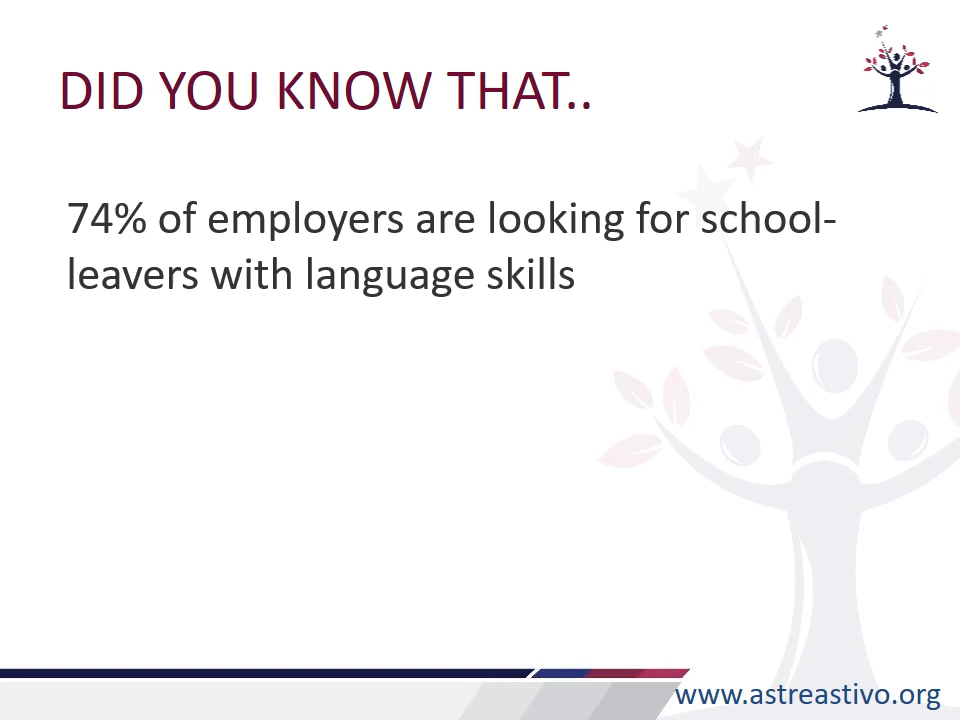 DID YOU KNOW THAT..
74% of employers are looking for school-
leavers with language skills
www.astreastivo.org